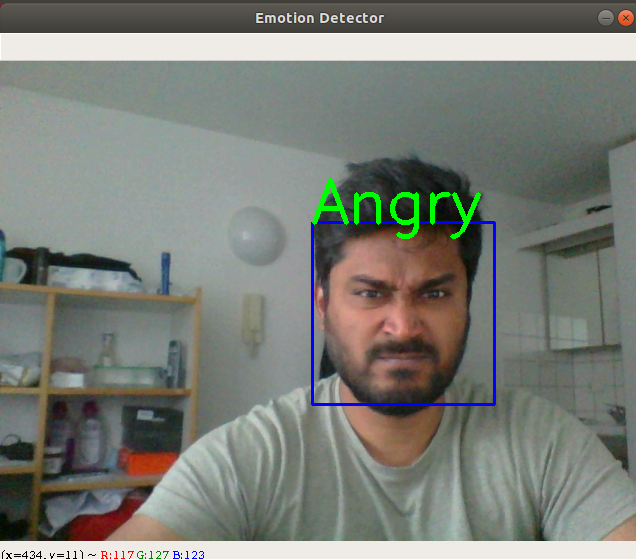 Emotion Detector
Angry
(x=434, y=11) ~ R:117 G:127 B:123